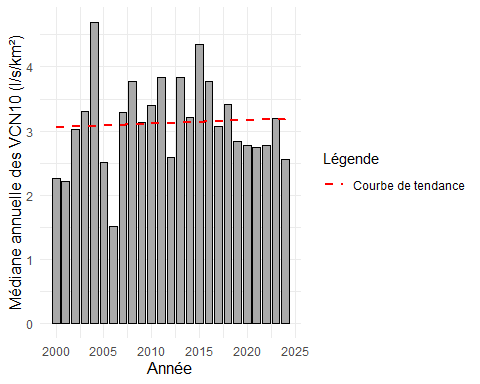 Médiane annuelle des VCN10 (l/s/km²)
4
3
2
1
0
2000 2005 2010 2015 2020 2025
Année
Légende
Courbe de tendance